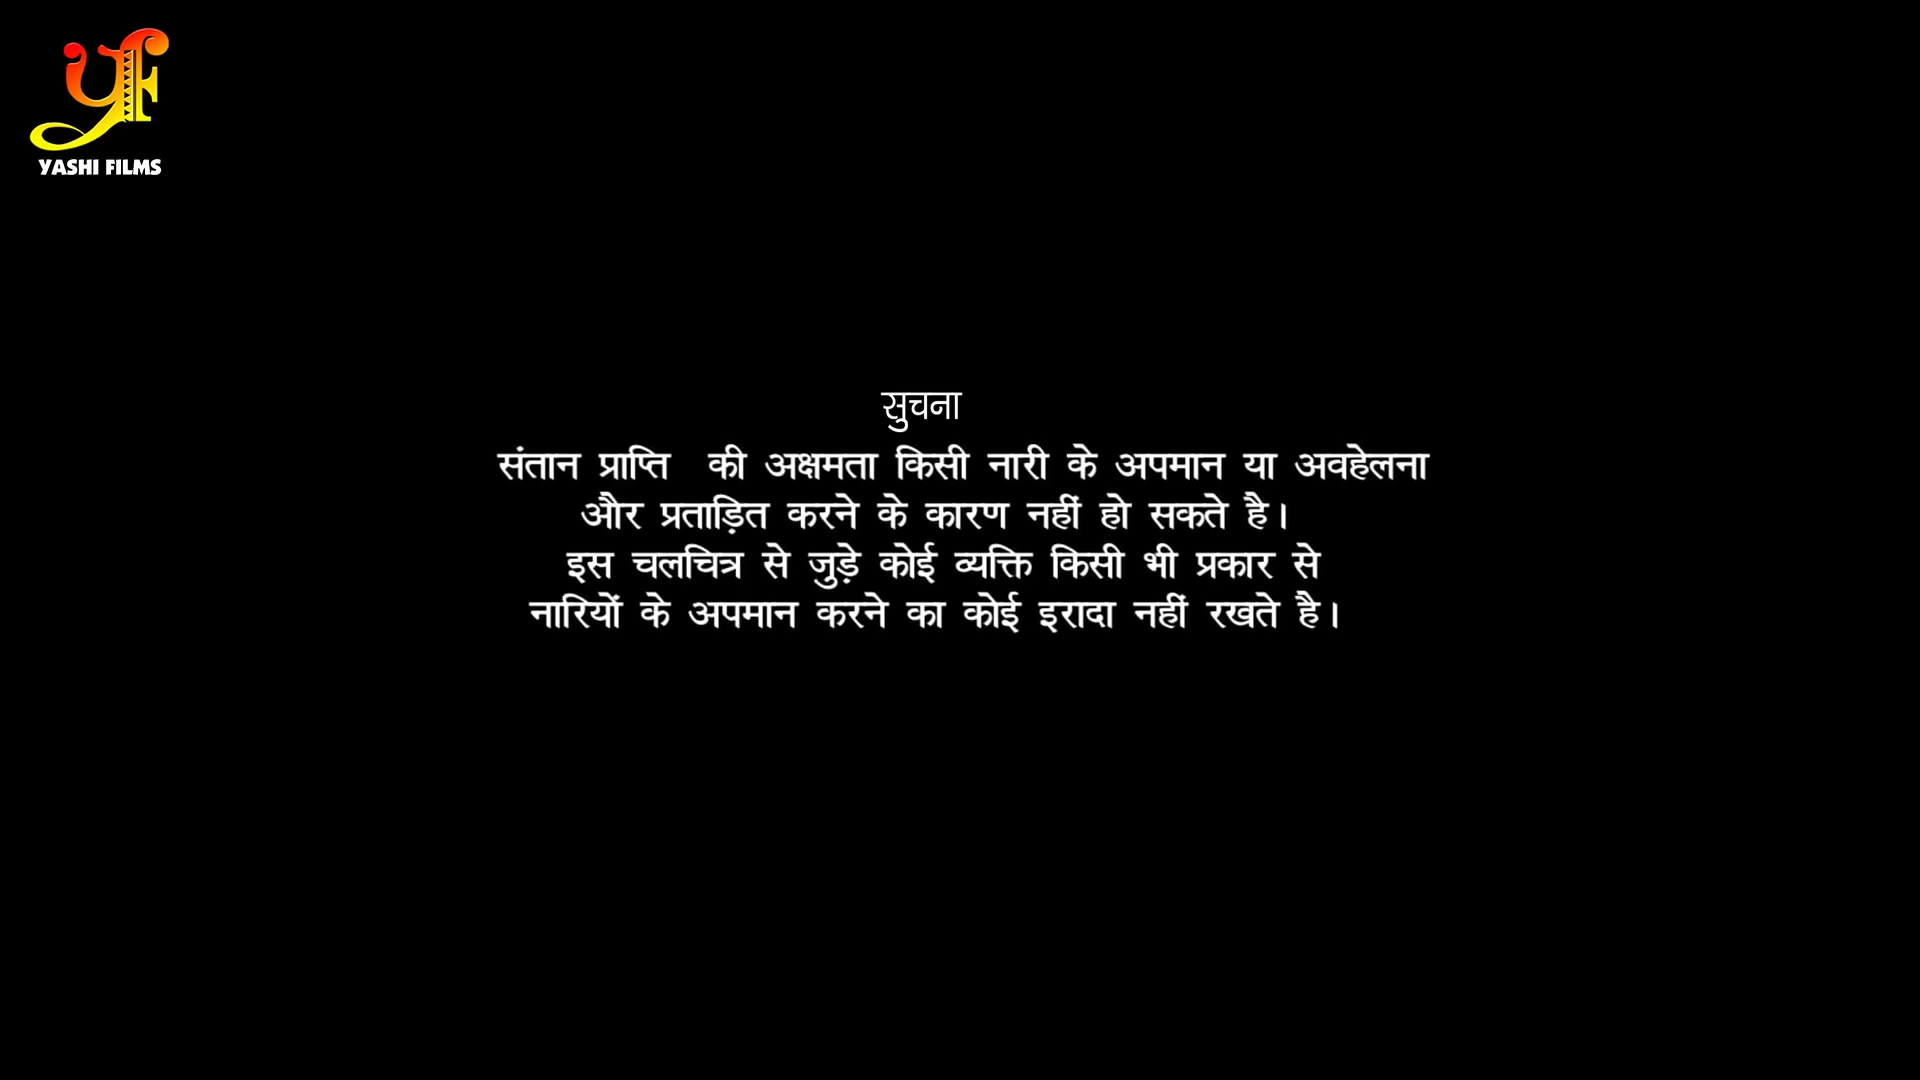 YF
YASHI FILMS
सुचना
संतान प्राप्ति की अक्षमता किसी नारी के अपमान या अवहेलना
और प्रताड़ित करने के कारण नहीं हो सकते है।
इस चलचित्र से जुड़े कोई व्यक्ति किसी भी प्रकार से
नारियों के अपमान करने का कोई इरादा नहीं रखते है।